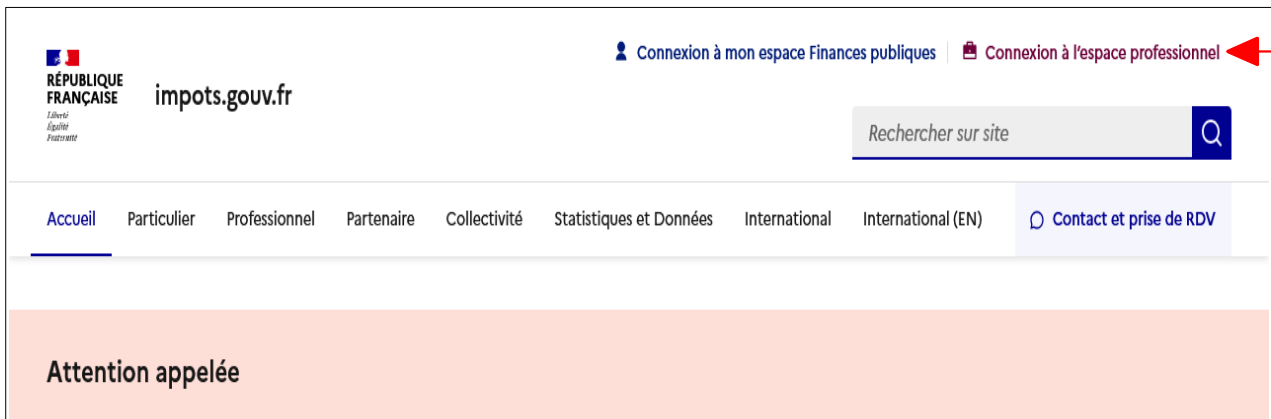 Connexion à mon espace Finances publiques
Connexion à l'espace professionnel
RÉPUBLIQUE
FRANÇAISE
Liberté
Égalité
Fraternité
impots.gouv.fr
Rechercher sur site
Accueil Particulier Professionnel Partenaire Collectivité Statistiques et Données International International (EN) Contact et prise de RDV
Attention appelée